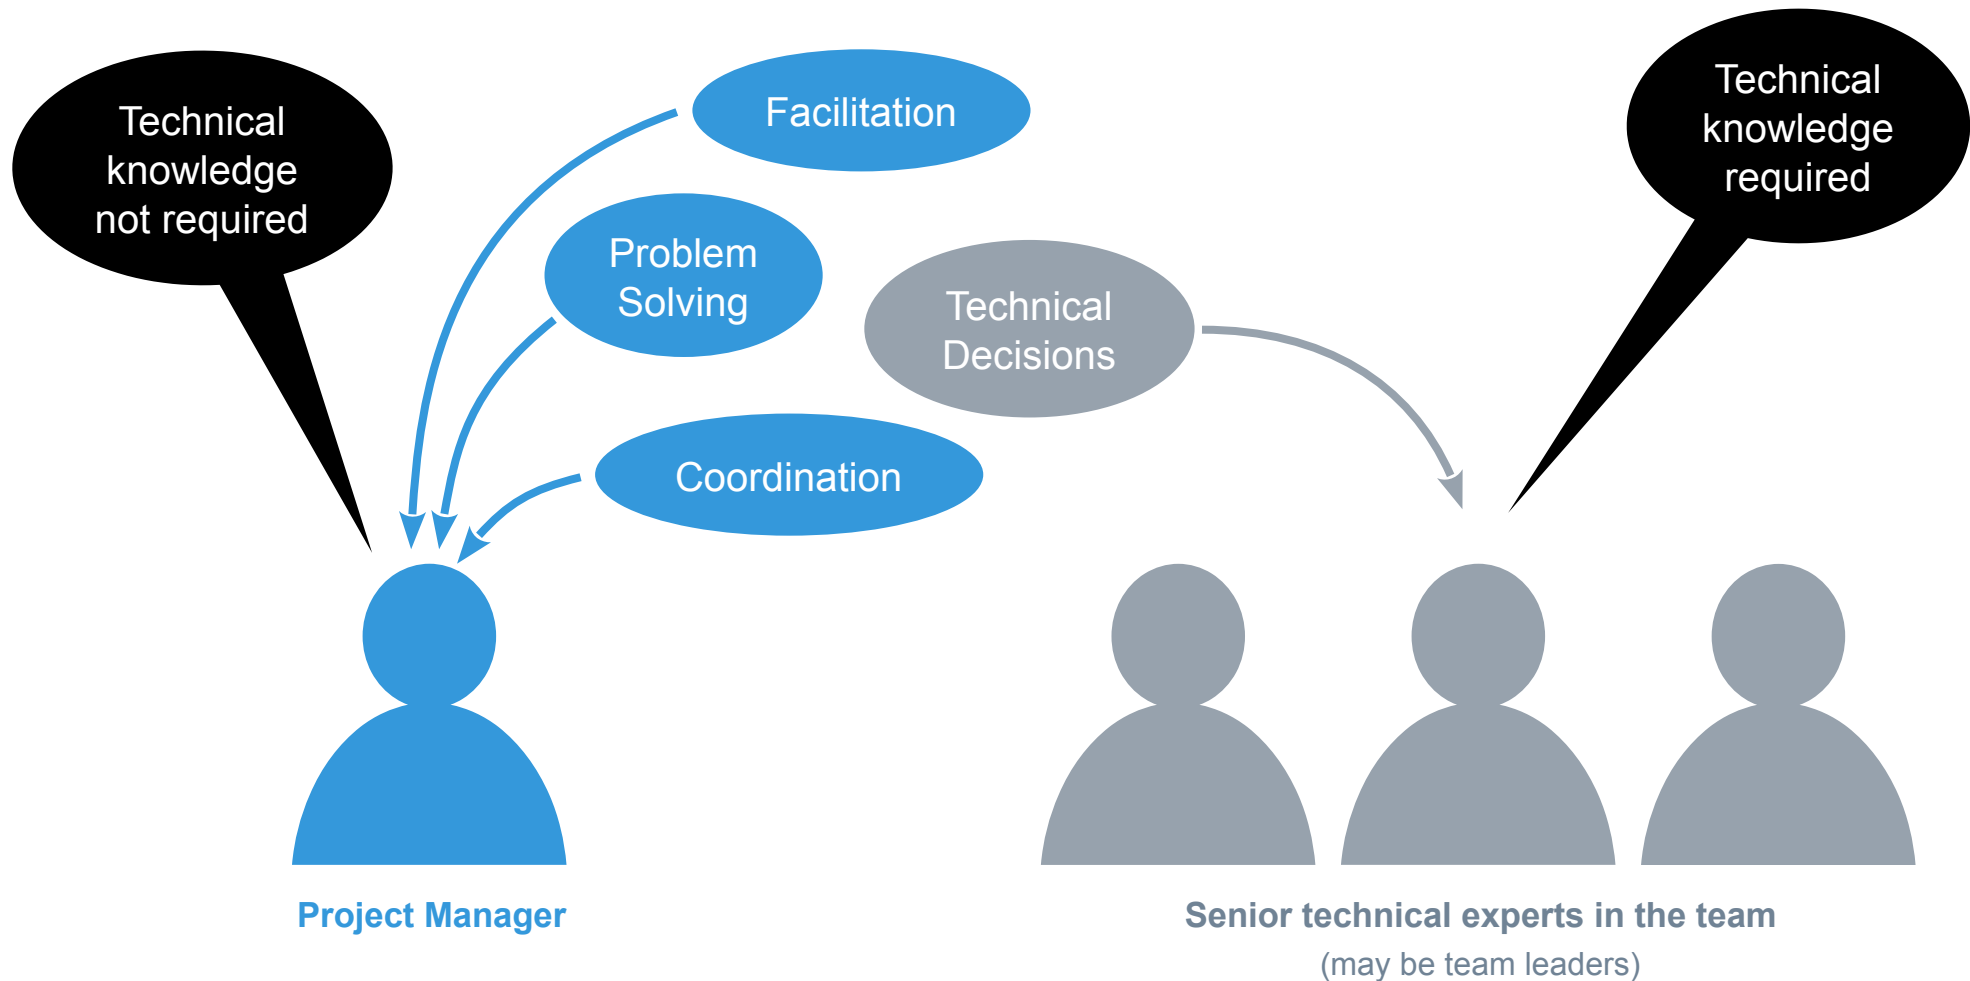 Technical
knowledge
not required
Facilitation
Problem
Solving
Coordination
Technical
Decisions
Technical
knowledge
required
Project Manager
Senior technical experts in the team
(may be team leaders)